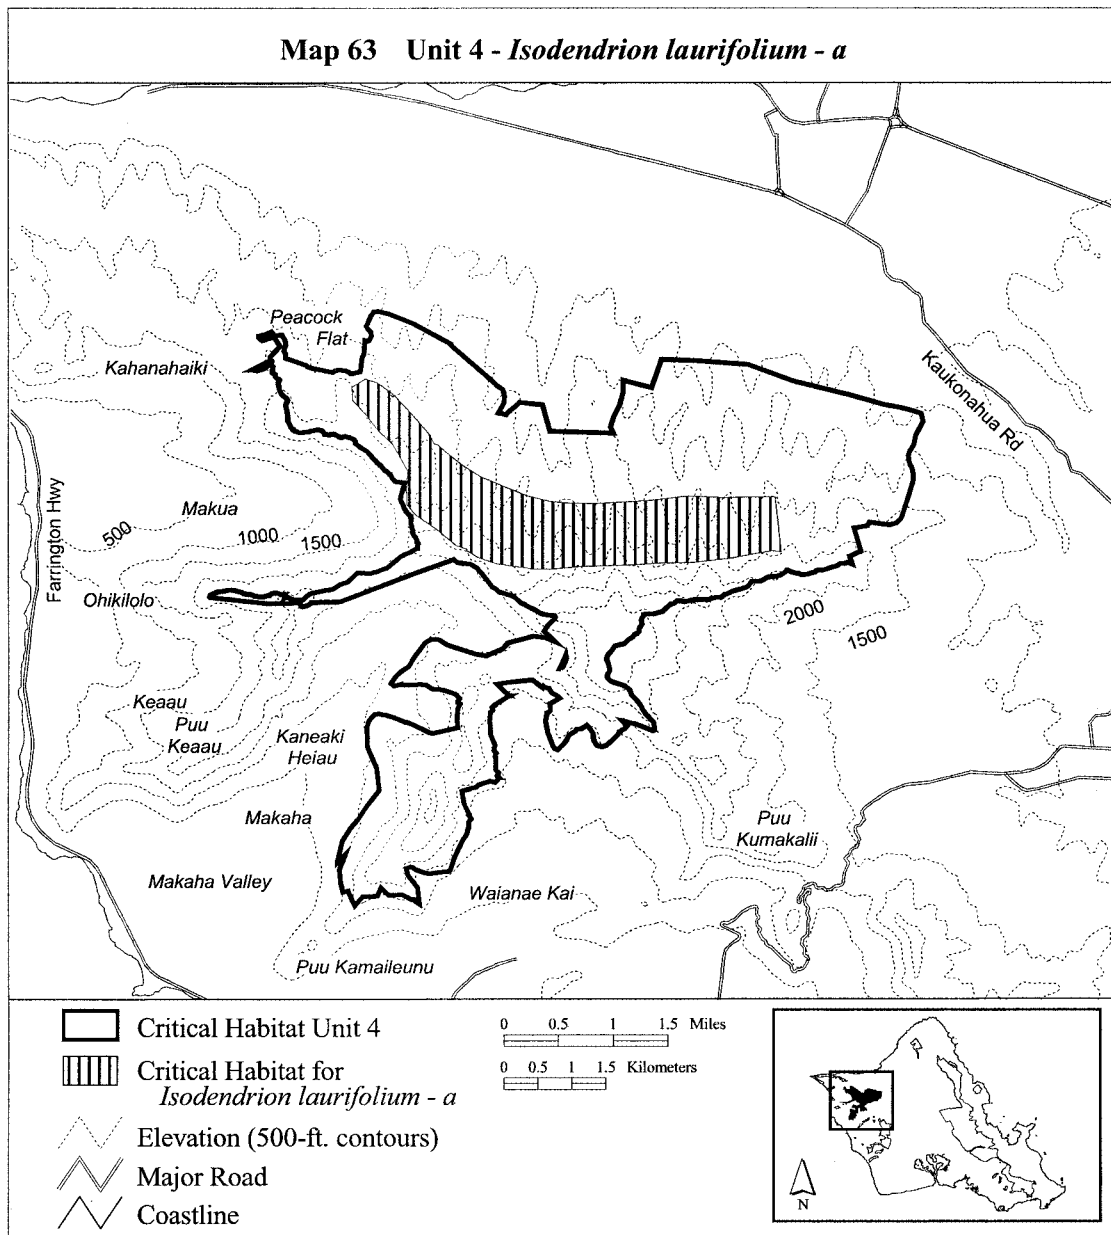 Map 63 Unit 4 - Isodendrion laurifolium - a
Peacock
Flat
Kahanahaiki
Kaukonahua Rd
Farrington Hwy
Makua
500
1000
1500
Ohikilolo
2000
1500
Keaau
Puu
Keaau
Kaneaki
Heiau
Makaha
Puu
Kumakalii
Makaha Valley
Waianae Kai
Puu Kamaileunu
Critical Habitat Unit 4
Critical Habitat for
Isodendrion laurifolium - a
Elevation (500-ft. contours)
Major Road
Coastline
0 0.5 1 1.5 Miles
0 0.5 1 1.5 Kilometers
N